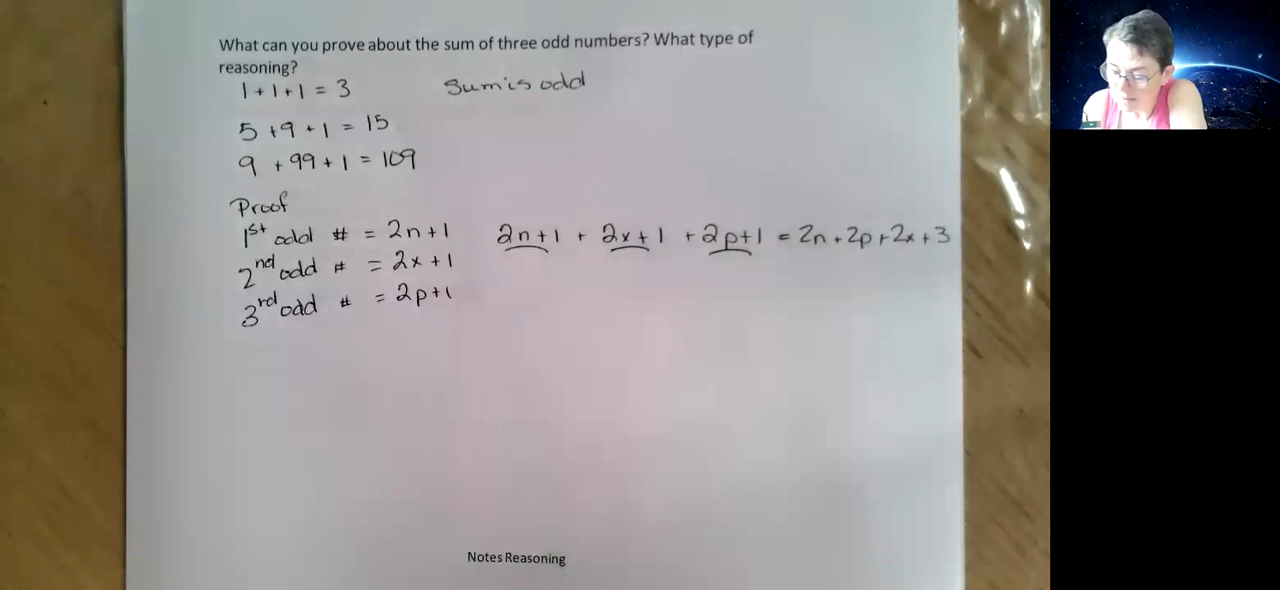 What can you prove about the sum of three odd numbers? What type of
reasoning?
1 + 1 + 1 = 3 Sum is odd
5 + 9 + 1 = 15
9 + 99 + 1 = 109
Proof
1st odd # = 2n+1 2n+1 + 2x+1 + 2p+1 = 2n+2p+2x+3
2nd odd # = 2x+1
3rd odd # = 2p+1
Notes Reasoning